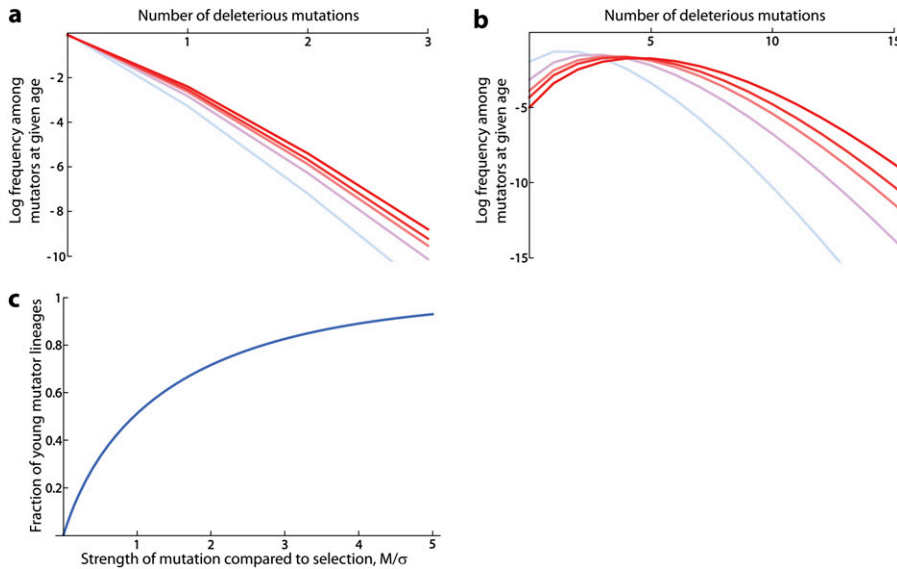 a
Number of deleterious mutations
1 2 3
-2
-4
-6
-8
-10
Log frequency among
mutators at given age
b
Number of deleterious mutations
5 10 15
-5
-10
-15
Log frequency among
mutators at given age
c
1
0.8
0.6
0.4
0.2
Fraction of young mutator lineages
1 2 3 4 5
Strength of mutation compared to selection, M/σ